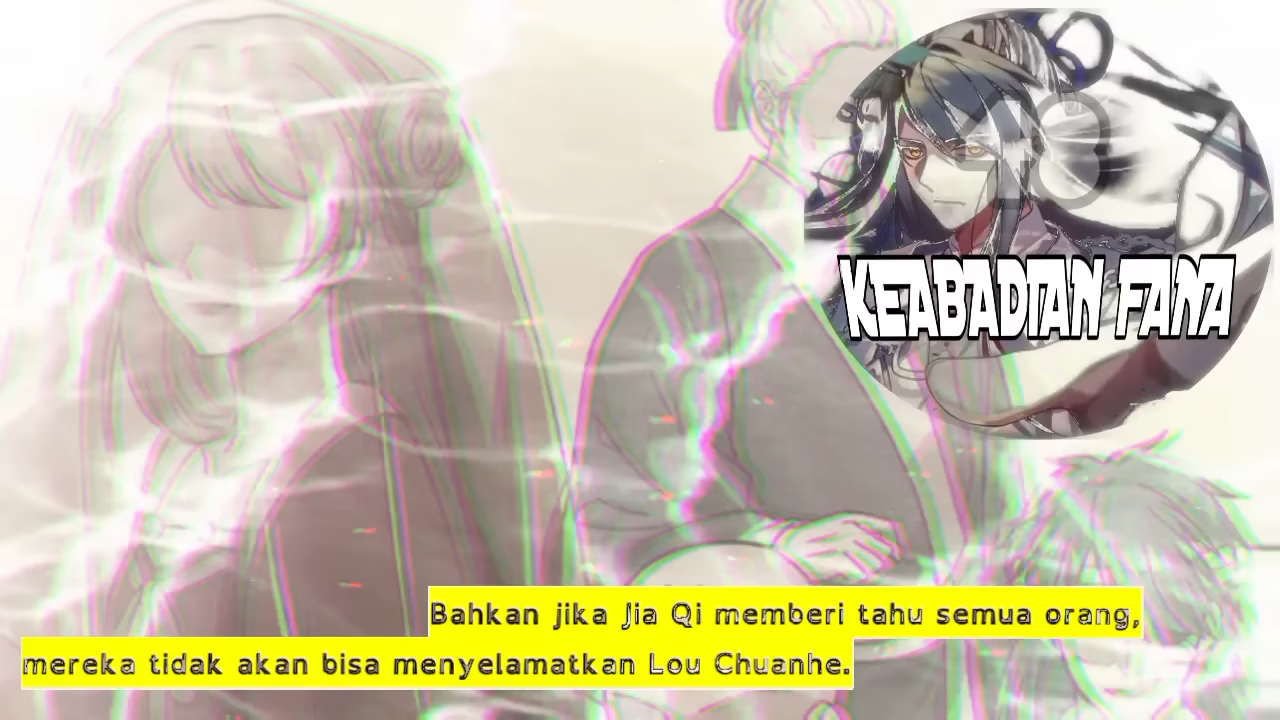 KEABADIAN FANA
Bahkan jika Jia Qi memberi tahu semua orang,
mereka tidak akan bisa menyelamatkan Lou Chuanhe.